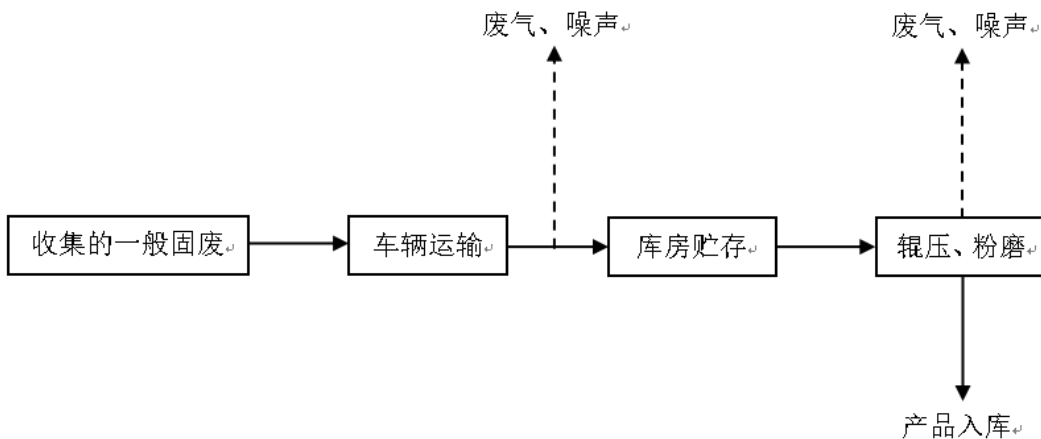 废气、噪声
废气、噪声
收集的一般固废
车辆运输
库房贮存
辊压、粉磨
产品入库